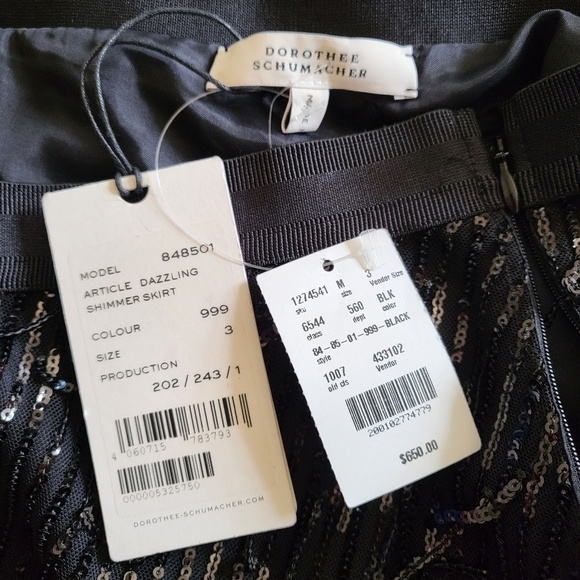 DOROTHEE
SCHUMACHER
MODEL 848501
ARTICLE DAZZLING
SHIMMER SKIRT
COLOUR 999
SIZE 3
PRODUCTION
202 / 243 / 1
4 060715 783793
000005325750
DOROTHEE-SCHUMACHER.COM
1274541 M 3
sku size Vendor Size
6544 560 BLK
class dept color
84-85-01-999-BLACK
style
1007 433102
old cls Vendor
200102774779
$650.00